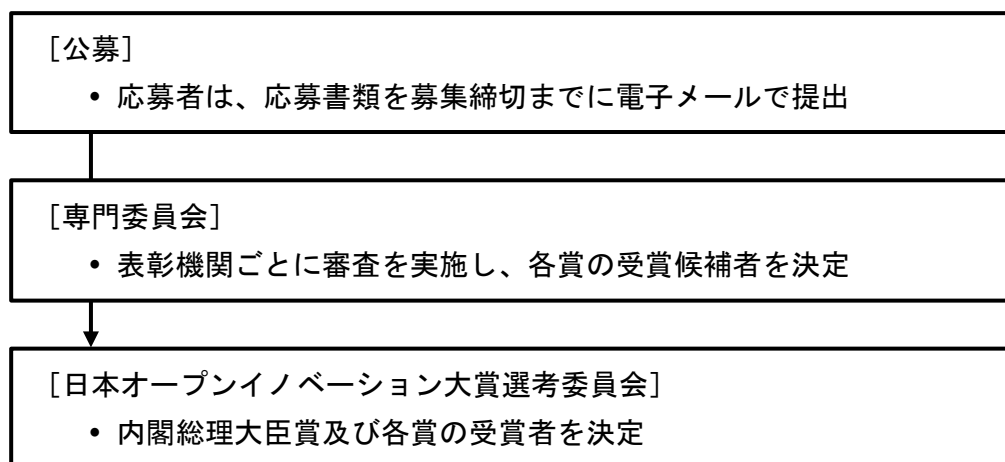 ［公募］
• 応募者は、応募書類を募集締切までに電子メールで提出
［専門委員会］
• 表彰機関ごとに審査を実施し、各賞の受賞候補者を決定
［日本オープンイノベーション大賞選考委員会］
• 内閣総理大臣賞及び各賞の受賞者を決定